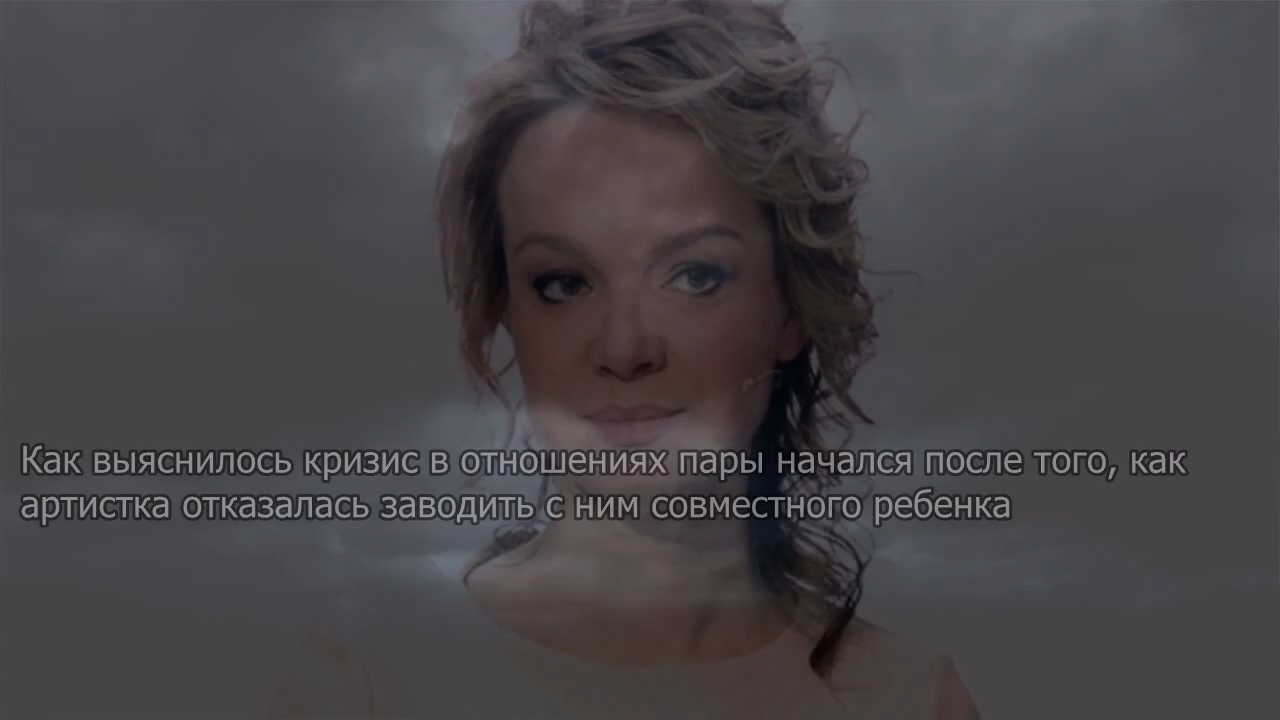 Как выяснилось кризис в отношениях пары начался после того, как
артистка отказалась заводить с ним совместного ребенка